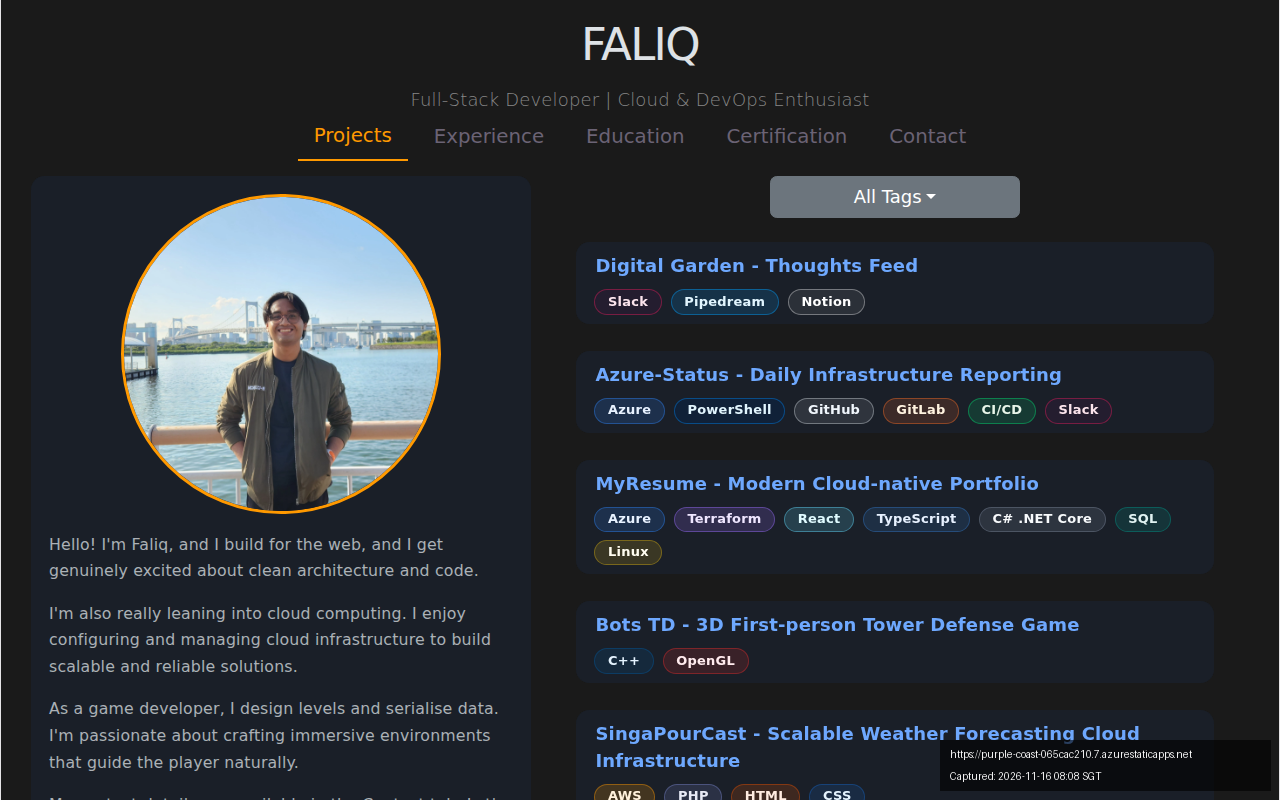 FALIQ
Full-Stack Developer | Cloud & DevOps Enthusiast
Projects Experience Education Certification Contact
Hello! I'm Faliq, and I build for the web, and I get
genuinely excited about clean architecture and code.
I'm also really leaning into cloud computing. I enjoy
configuring and managing cloud infrastructure to build
scalable and reliable solutions.
As a game developer, I design levels and serialise data.
I'm passionate about crafting immersive environments
that guide the player naturally.
All Tags
Digital Garden - Thoughts Feed
Slack Pipedream Notion
Azure-Status - Daily Infrastructure Reporting
Azure PowerShell GitHub GitLab CI/CD Slack
MyResume - Modern Cloud-native Portfolio
Azure Terraform React TypeScript C# .NET Core SQL
Linux
Bots TD - 3D First-person Tower Defense Game
C++ OpenGL
SingaPourCast - Scalable Weather Forecasting Cloud
Infrastructure
AWS PHP HTML CSS
https://purple-coast-065cac210.7.azurestaticapps.net
Captured: 2026-11-16 08:08 SGT